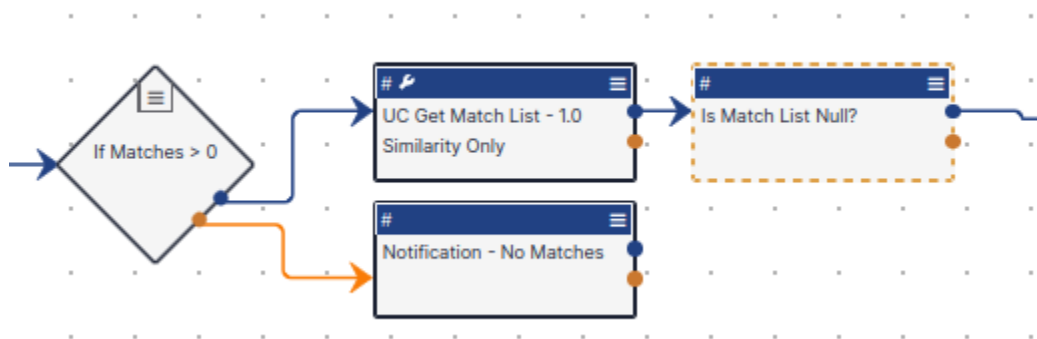 If Matches > 0
#
UC Get Match List - 1.0
Similarity Only
#
Is Match List Null?
#
Notification - No Matches